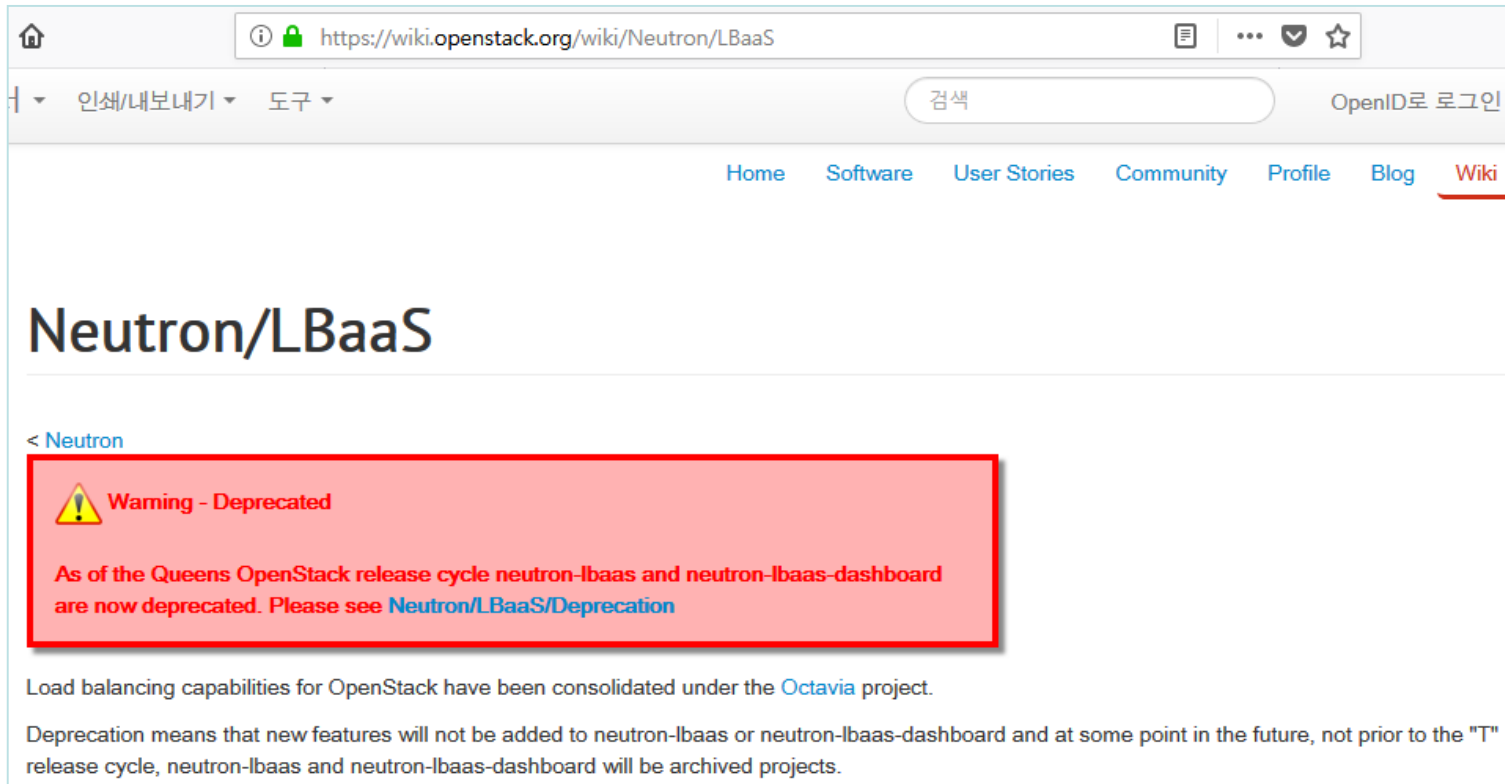 https://wiki.openstack.org/wiki/Neutron/LBaaS
인쇄/내보내기 도구 검색 OpenID로 로그인
Home Software User Stories Community Profile Blog Wiki
Neutron/LBaaS
< Neutron
Warning - Deprecated
As of the Queens OpenStack release cycle neutron-lbaas and neutron-lbaas-dashboard
are now deprecated. Please see Neutron/LBaaS/Deprecation
Load balancing capabilities for OpenStack have been consolidated under the Octavia project.
Deprecation means that new features will not be added to neutron-lbaas or neutron-lbaas-dashboard and at some point in the future, not prior to the "T"
release cycle, neutron-lbaas and neutron-lbaas-dashboard will be archived projects.